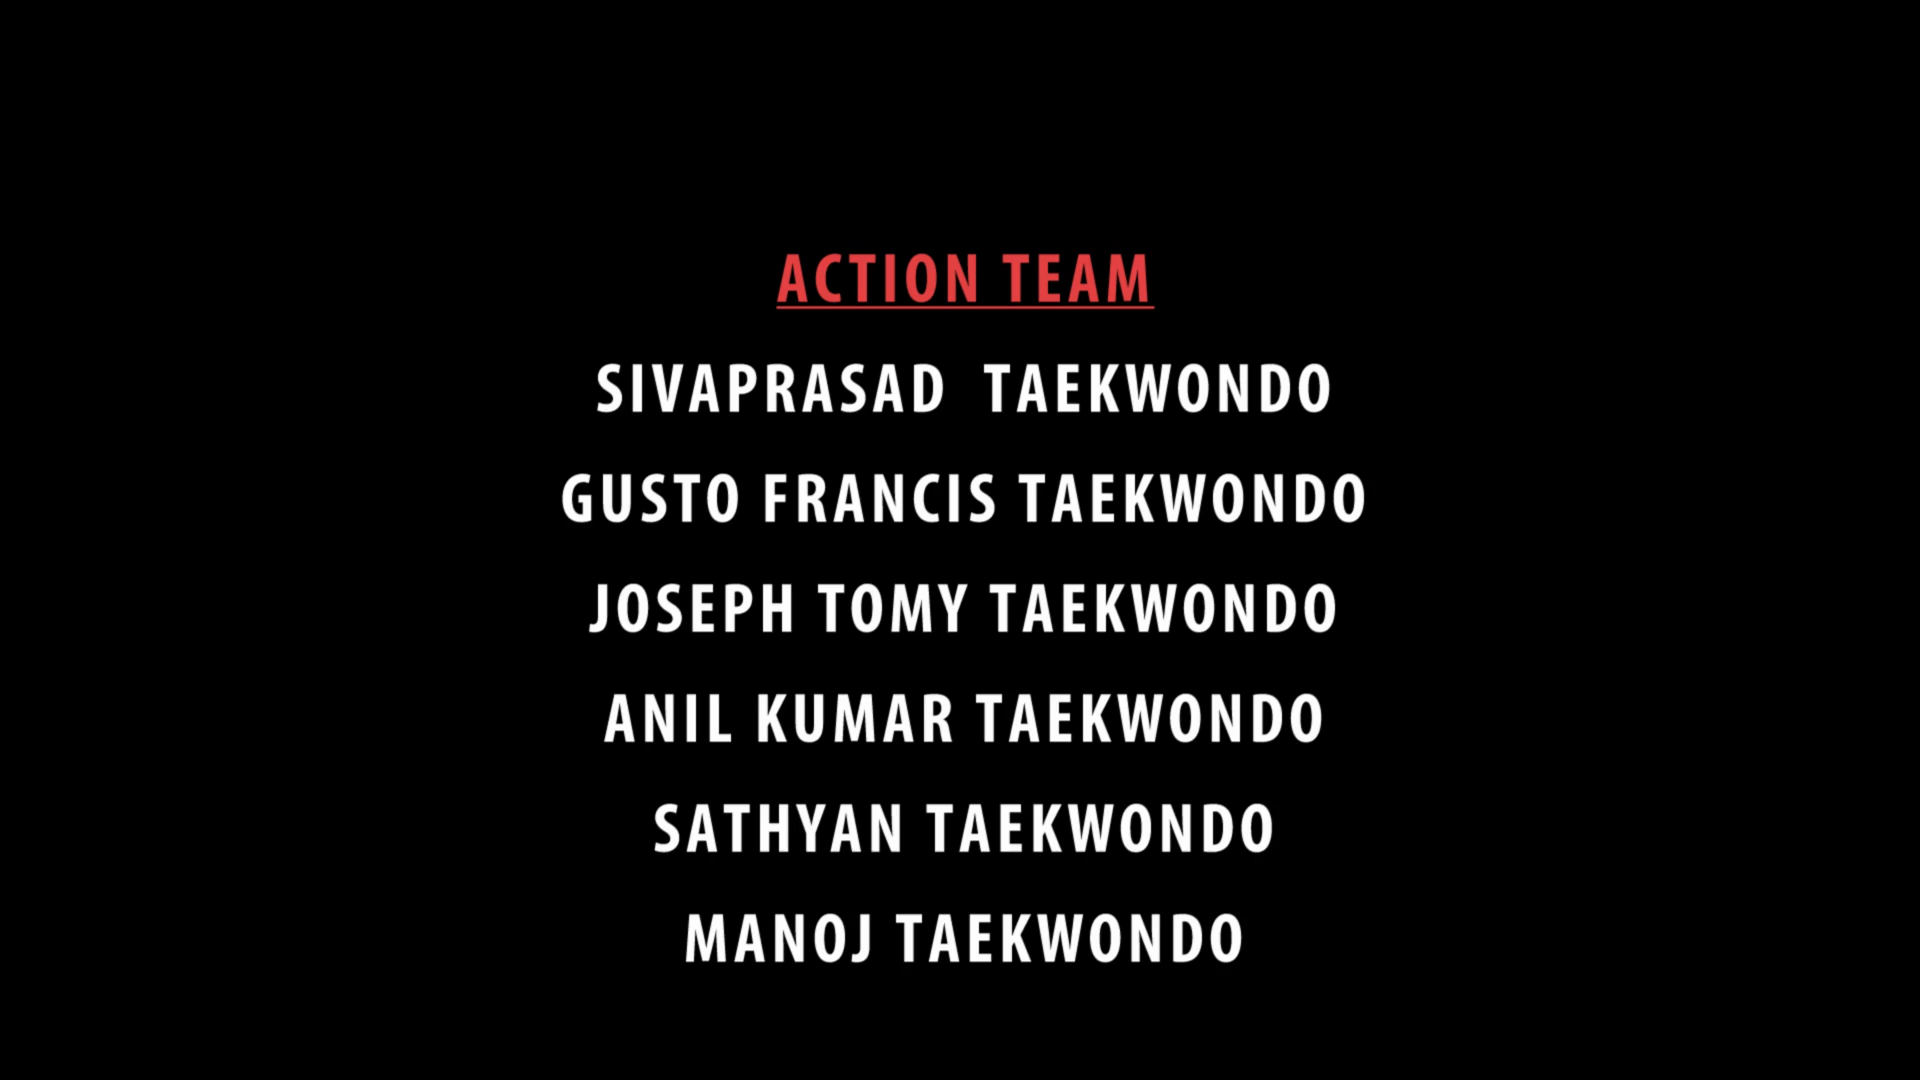 ACTION TEAM
SIVAPRASAD  TAEKWONDO
GUSTO FRANCIS TAEKWONDO
JOSEPH TOMY TAEKWONDO
ANIL KUMAR TAEKWONDO
SATHYAN TAEKWONDO
MANOJ TAEKWONDO